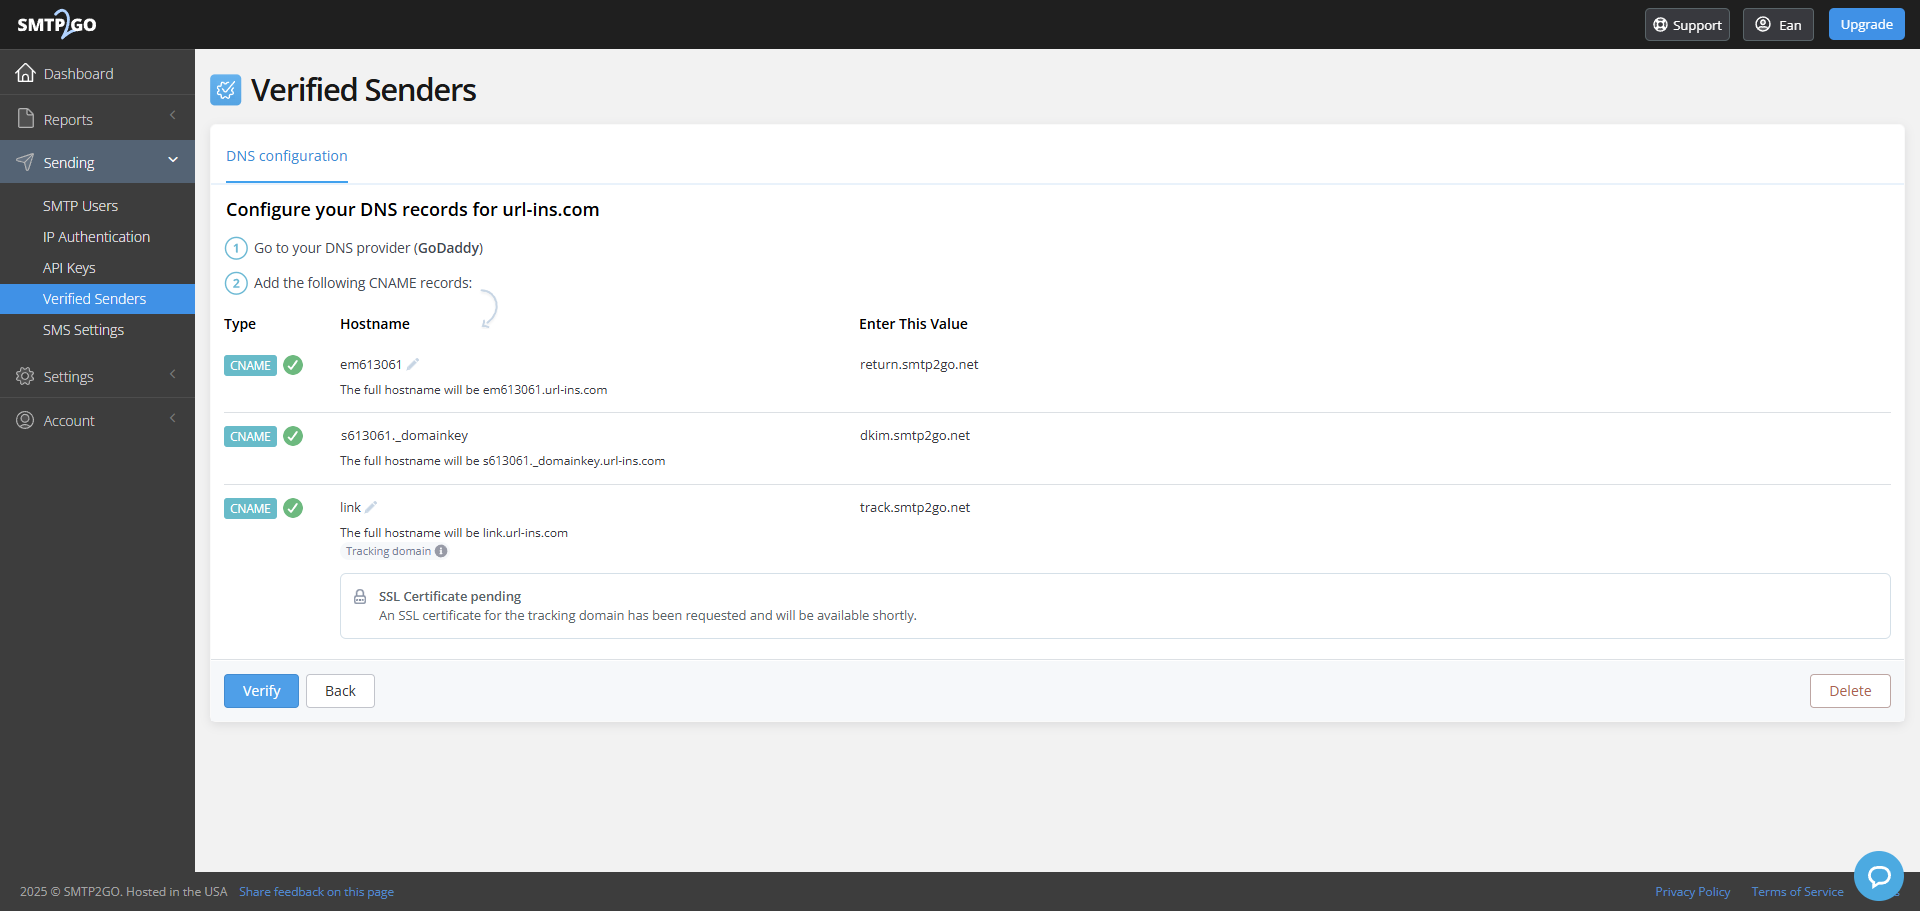 SMTP2GO
Support
Ean
Upgrade
Dashboard
Reports
Sending
SMTP Users
IP Authentication
API Keys
Verified Senders
SMS Settings
Settings
Account
Verified Senders
DNS configuration
Configure your DNS records for url-ins.com
1 Go to your DNS provider (GoDaddy)
2 Add the following CNAME records:
Type Hostname Enter This Value
CNAME em613061 return.smtp2go.net
The full hostname will be em613061.url-ins.com
CNAME s613061._domainkey dkim.smtp2go.net
The full hostname will be s613061._domainkey.url-ins.com
CNAME link track.smtp2go.net
The full hostname will be link.url-ins.com
Tracking domain
SSL Certificate pending
An SSL certificate for the tracking domain has been requested and will be available shortly.
Verify Back Delete
2025 © SMTP2GO. Hosted in the USA Share feedback on this page
Privacy Policy Terms of Service